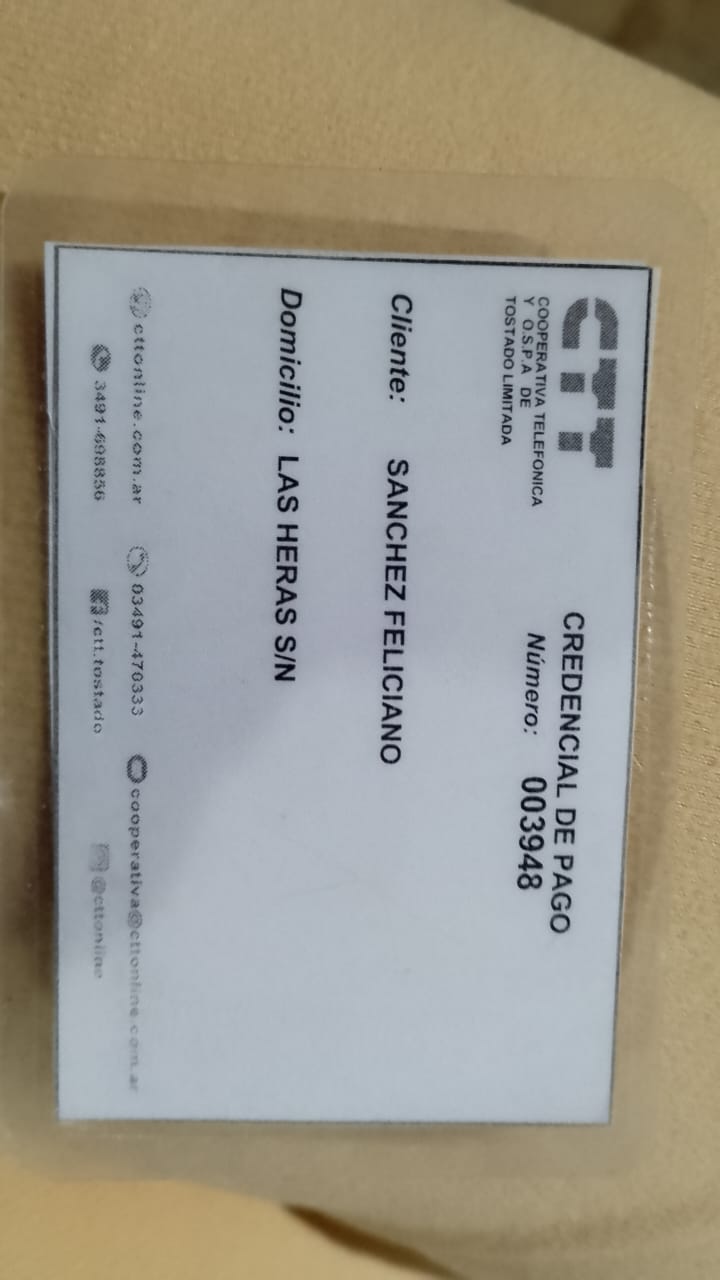 CTT
COOPERATIVA TELEFONICA
Y O.S.P.A DE
TOSTADO LIMITADA
CREDENCIAL DE PAGO
Número: 003948
Cliente: SANCHEZ FELICIANO
Domicilio: LAS HERAS S/N
cttonline.com.ar 03491-470333 cooperativa@cttonline.com.ar
3491-698836 /ctt.tostado @cttonline